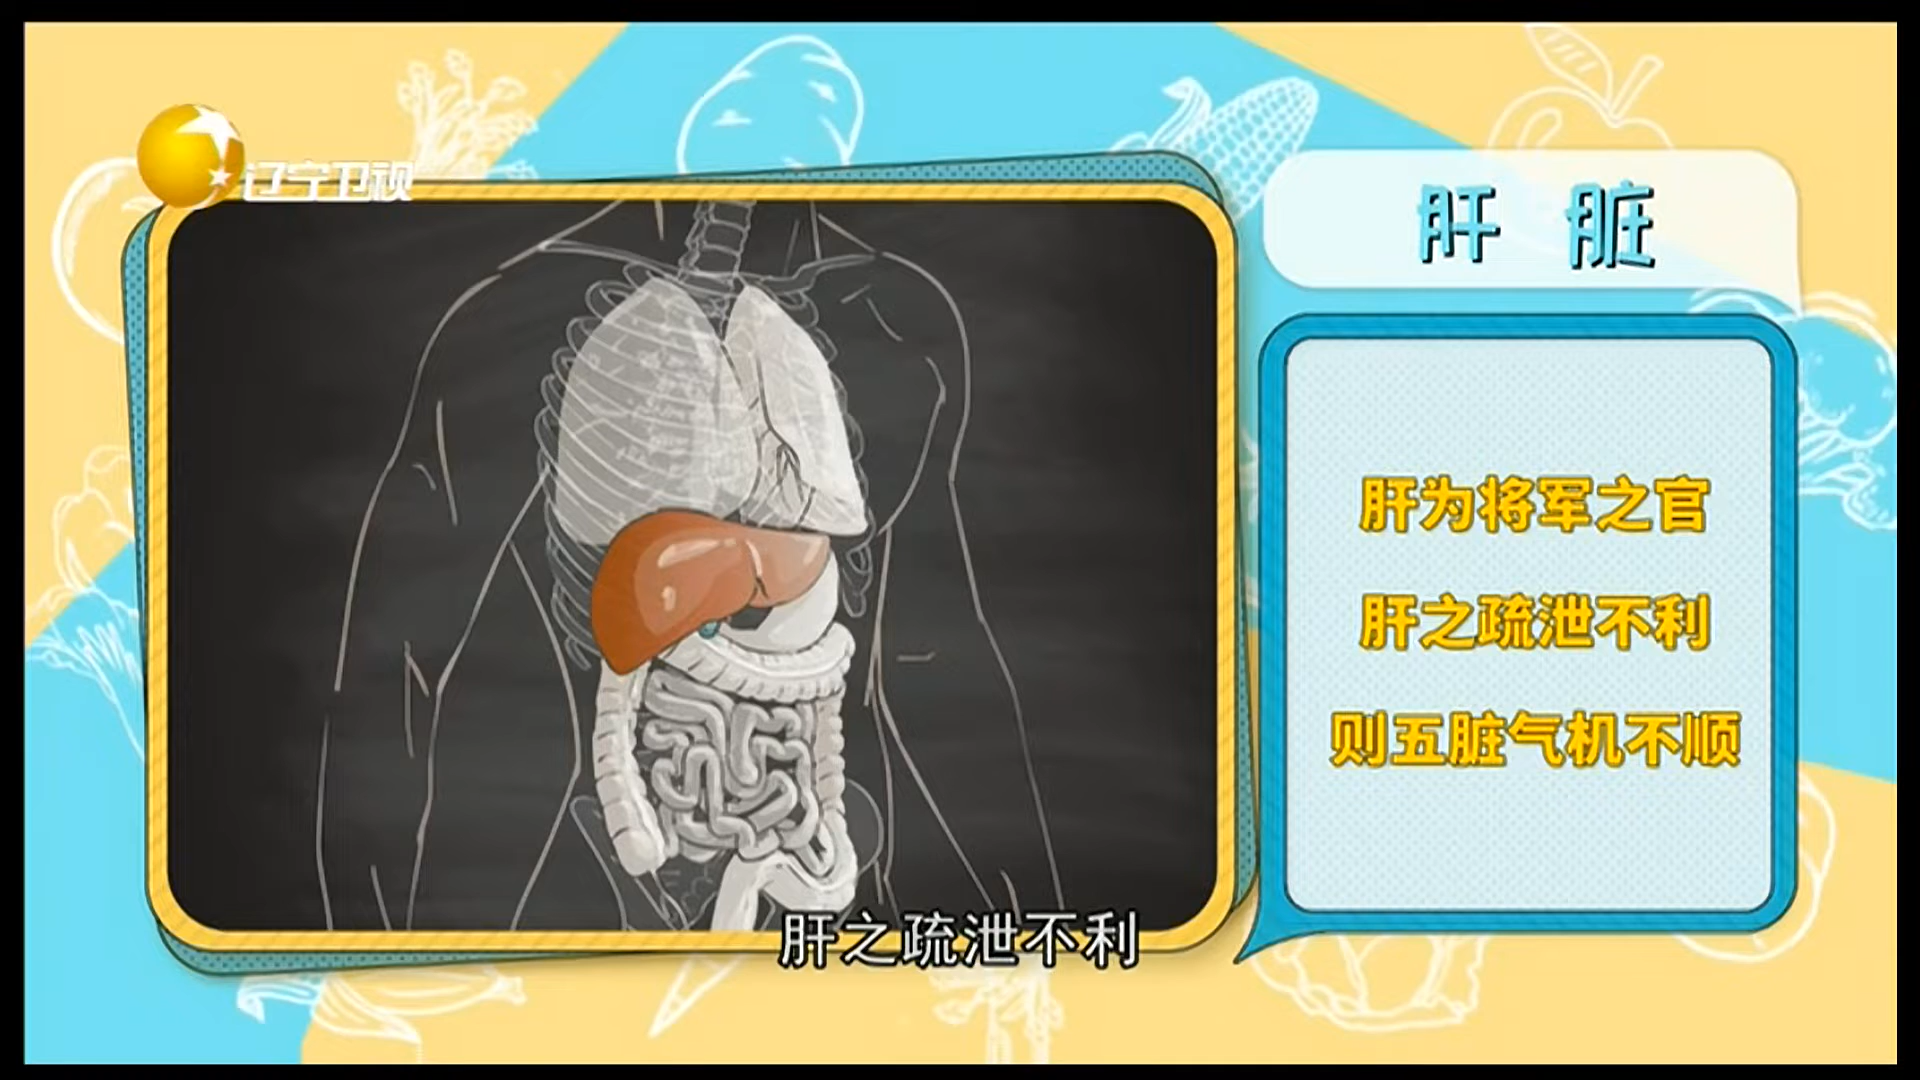 辽宁卫视
肝脏
肝为将军之官
肝之疏泄不利
则五脏气机不顺
肝之疏泄不利